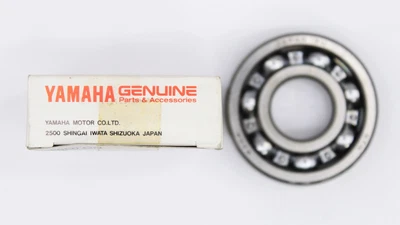 YAMAHA GENUINE
Parts & Accessories
YAMAHA MOTOR CO.LTD.
2500 SHINGAI IWATA SHIZUOKA JAPAN